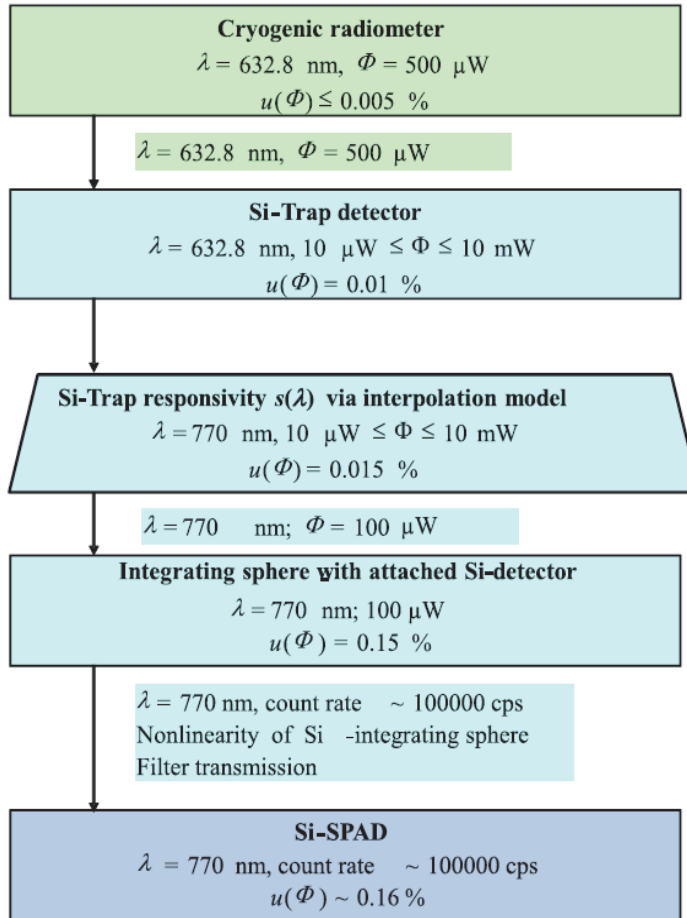 Cryogenic radiometer
λ = 632.8 nm, Φ = 500 μW
u(Φ) ≤ 0.005 %
λ = 632.8 nm, Φ = 500 μW
Si-Trap detector
λ = 632.8 nm, 10 μW ≤ Φ ≤ 10 mW
u(Φ) = 0.01 %
Si-Trap responsivity s(λ) via interpolation model
λ = 770 nm, 10 μW ≤ Φ ≤ 10 mW
u(Φ) = 0.015 %
λ = 770 nm; Φ = 100 μW
Integrating sphere with attached Si-detector
λ = 770 nm; 100 μW
u(Φ) = 0.15 %
λ = 770 nm, count rate ~ 100000 cps
Nonlinearity of Si -integrating sphere
Filter transmission
Si-SPAD
λ = 770 nm, count rate ~ 100000 cps
u(Φ) ~ 0.16 %